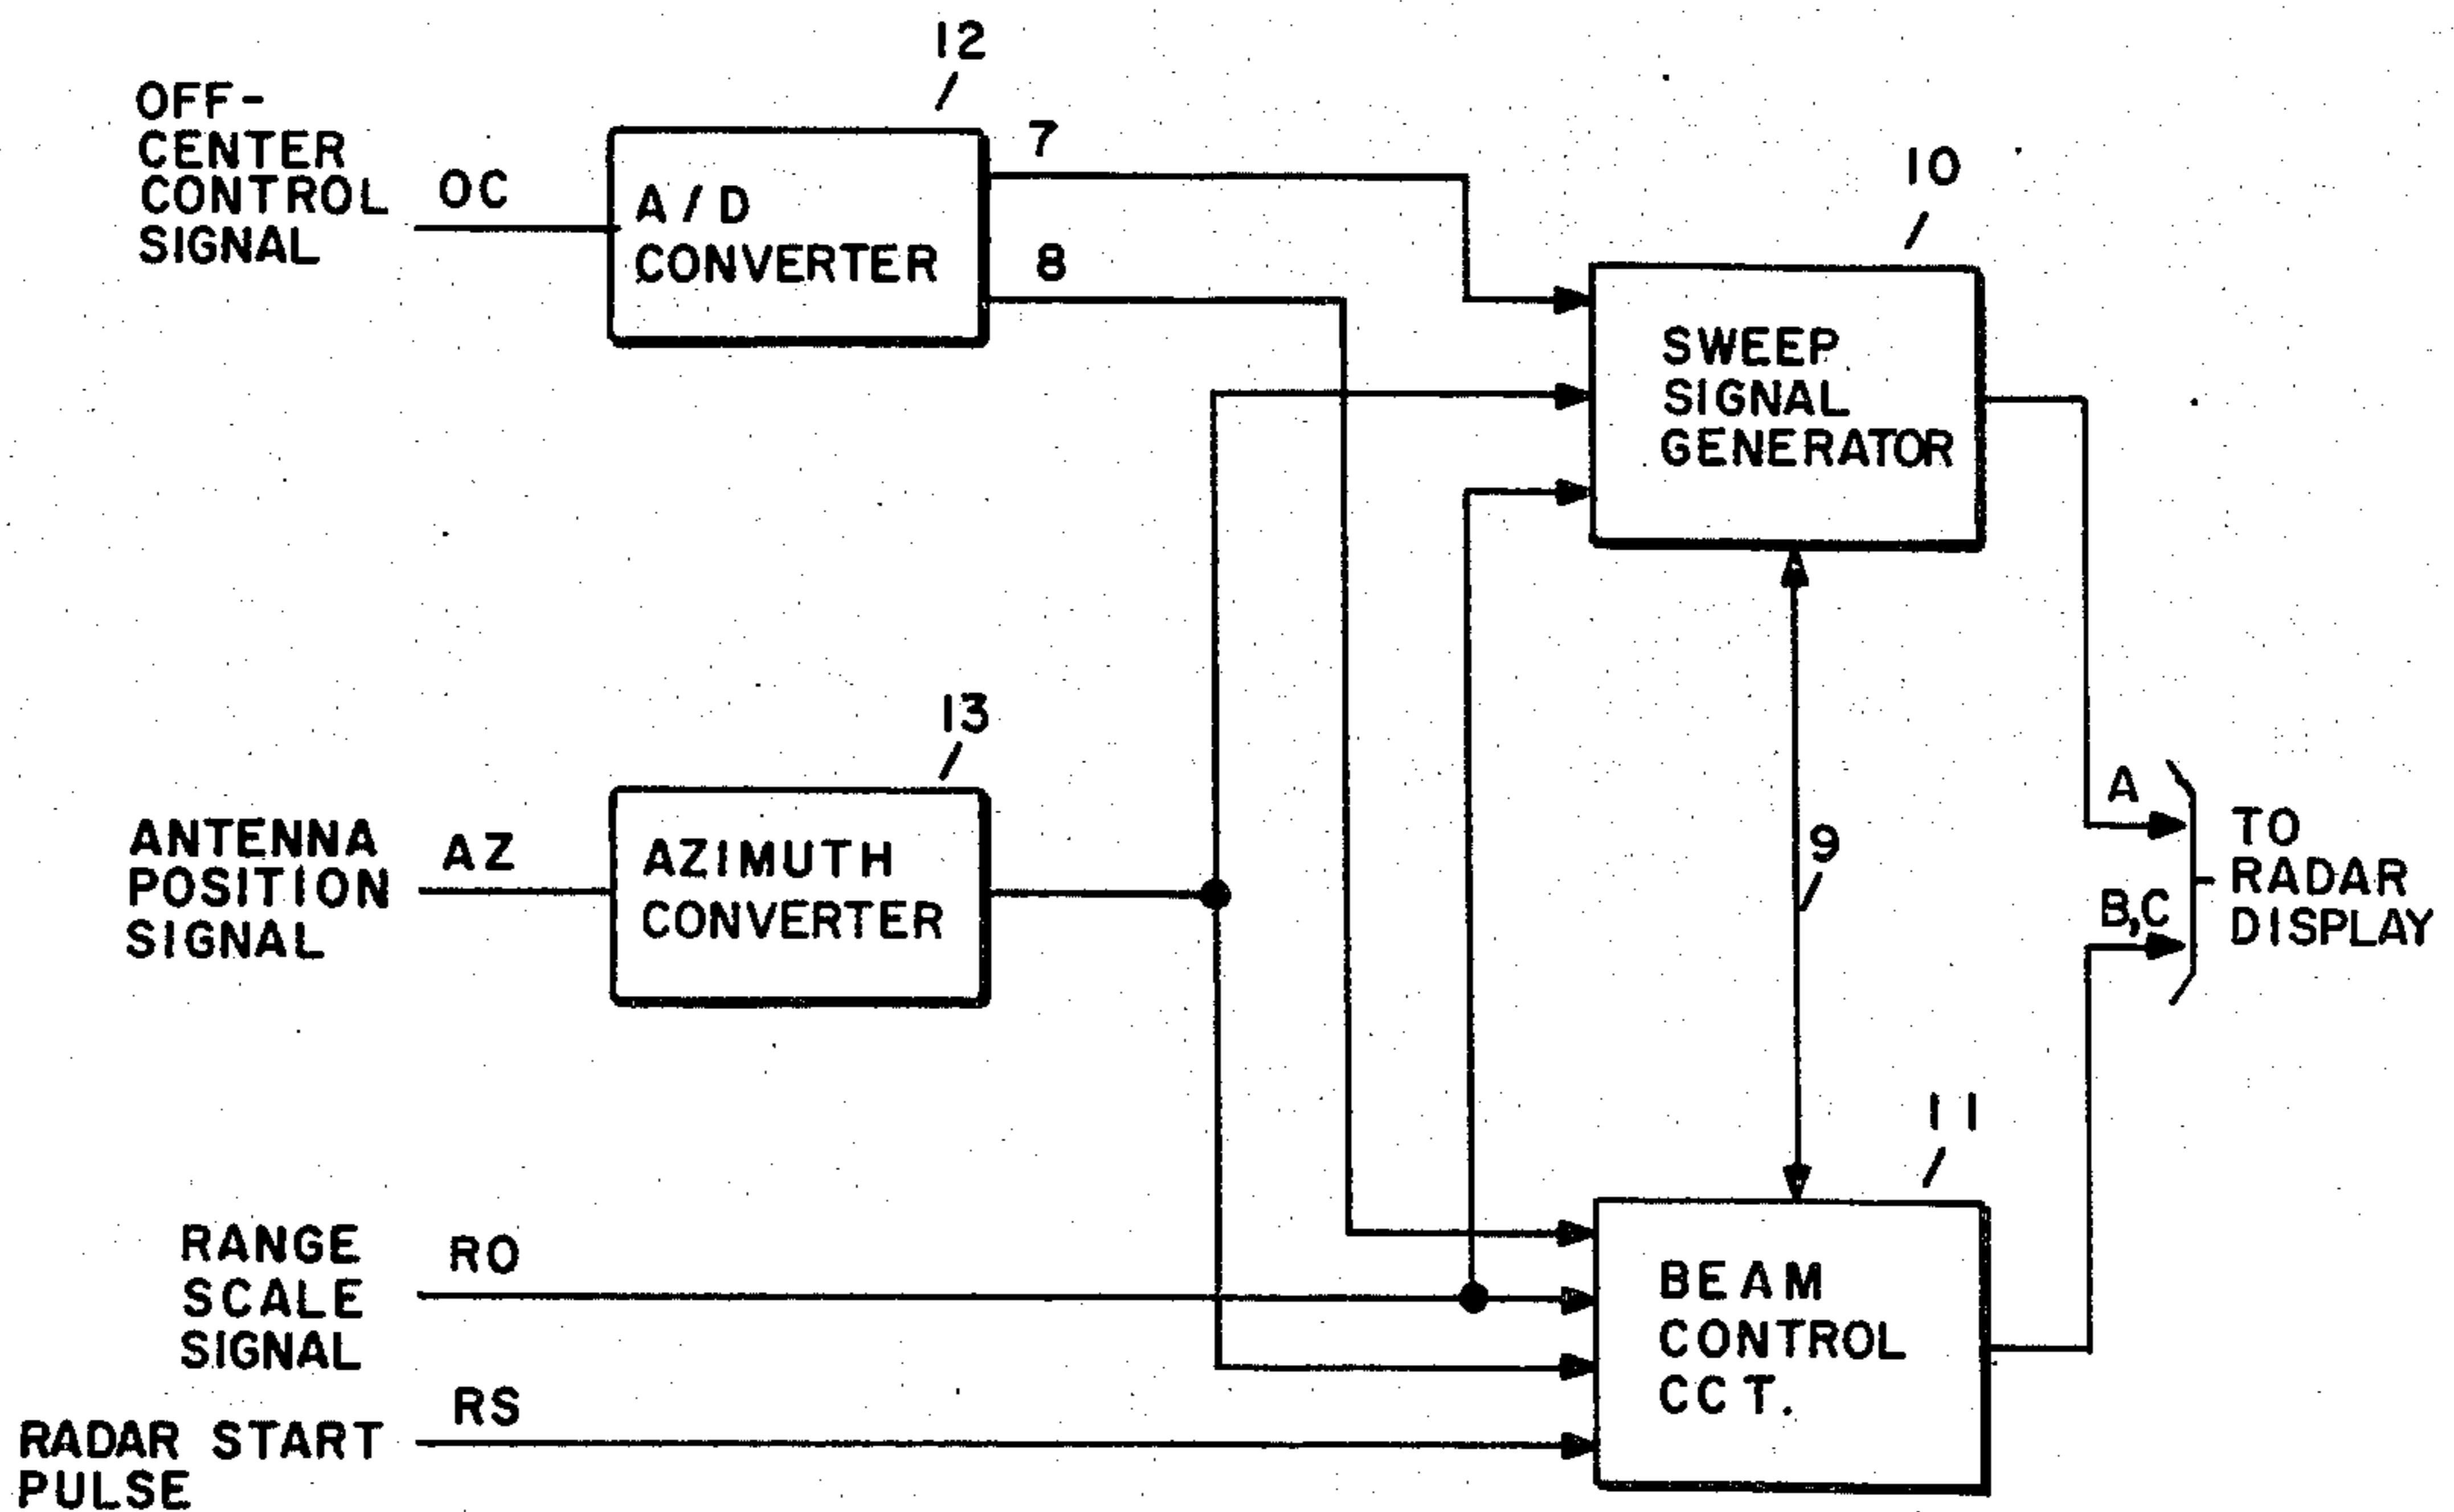 12
OFF-
CENTER
CONTROL
SIGNAL
OC
A/D
CONVERTER
7
8
10
SWEEP
SIGNAL
GENERATOR
13
ANTENNA
POSITION
SIGNAL
AZ
AZIMUTH
CONVERTER
9
A
B,C
TO
RADAR
DISPLAY
11
RANGE
SCALE
SIGNAL
RO
BEAM
CONTROL
CCT.
RS
RADAR START
PULSE